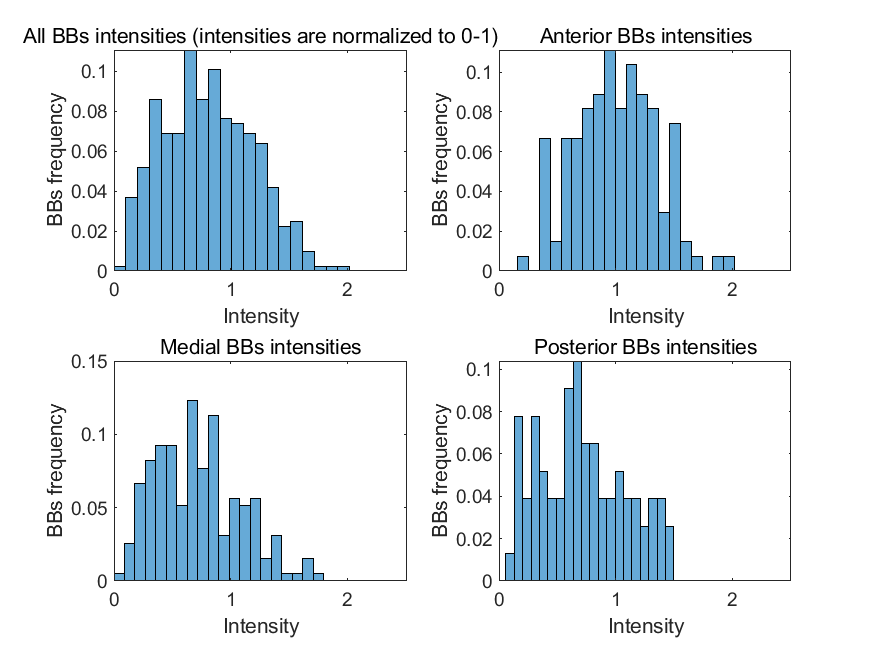 All BBs intensities (intensities are normalized to 0-1)
BBs frequency
0.1
0.08
0.06
0.04
0.02
0
0 1 2
Intensity
Anterior BBs intensities
BBs frequency
0.1
0.08
0.06
0.04
0.02
0
0 1 2
Intensity
Medial BBs intensities
BBs frequency
0.15
0.1
0.05
0
0 1 2
Intensity
Posterior BBs intensities
BBs frequency
0.1
0.08
0.06
0.04
0.02
0
0 1 2
Intensity